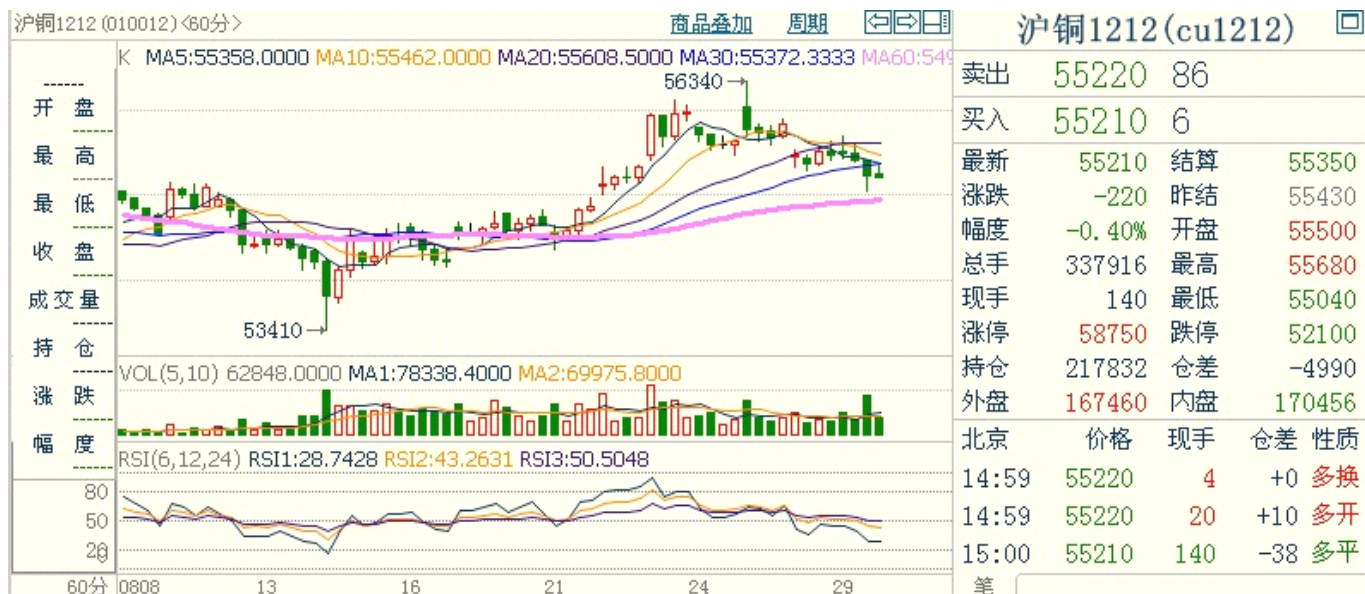 沪铜1212(010012)<60分>
商品叠加 周期
K MA5:55358.0000 MA10:55462.0000 MA20:55608.5000 MA30:55372.3333 MA60:549
56340
53410
开盘
最高
最低
收盘
成交量
持仓
涨跌
幅度
VOL(5,10) 62848.0000 MA1:78338.4000 MA2:69975.8000
RSI(6,12,24) RSI1:28.7428 RSI2:43.2631 RSI3:50.5048
80
50
20
0
60分 0808 13 16 21 24 29
沪铜1212(cu1212)
卖出 55220 86
买入 55210 6
最新 55210 结算 55350
涨跌 -220 昨结 55430
幅度 -0.40% 开盘 55500
总手 337916 最高 55680
现手 140 最低 55040
涨停 58750 跌停 52100
持仓 217832 仓差 -4990
外盘 167460 内盘 170456
北京 价格 现手 仓差 性质
14:59 55220 4 +0 多换
14:59 55220 20 +10 多开
15:00 55210 140 -38 多平
笔